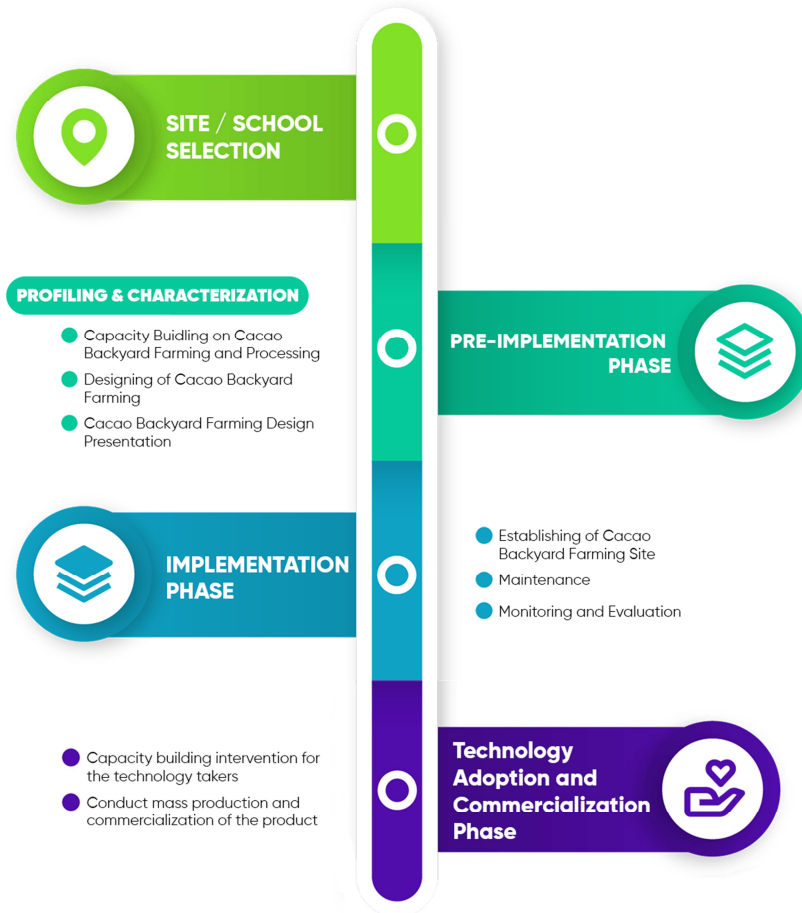 SITE / SCHOOL
SELECTION
PROFILING & CHARACTERIZATION
Capacity Buidling on Cacao
Backyard Farming and Processing
Designing of Cacao Backyard
Farming
Cacao Backyard Farming Design
Presentation
PRE-IMPLEMENTATION
PHASE
IMPLEMENTATION
PHASE
Establishing of Cacao
Backyard Farming Site
Maintenance
Monitoring and Evaluation
Capacity building intervention for
the technology takers
Conduct mass production and
commercialization of the product
Technology
Adoption and
Commercialization
Phase